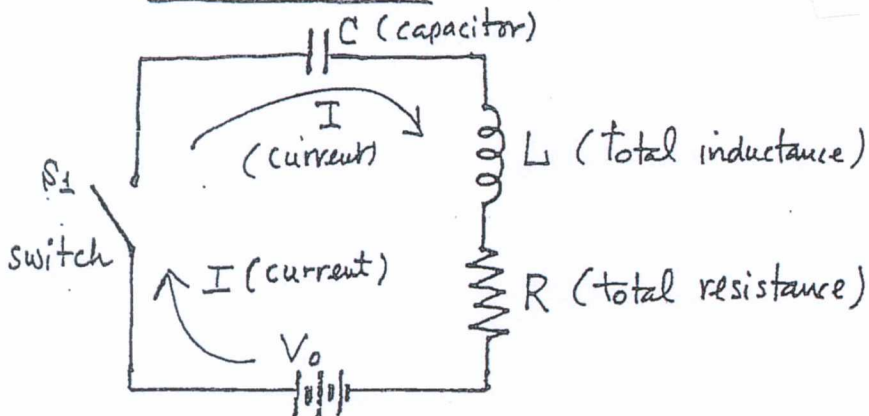 C (capacitor)
I
(current)
L (total inductance)
S1
switch
I (current)
R (total resistance)
V₀